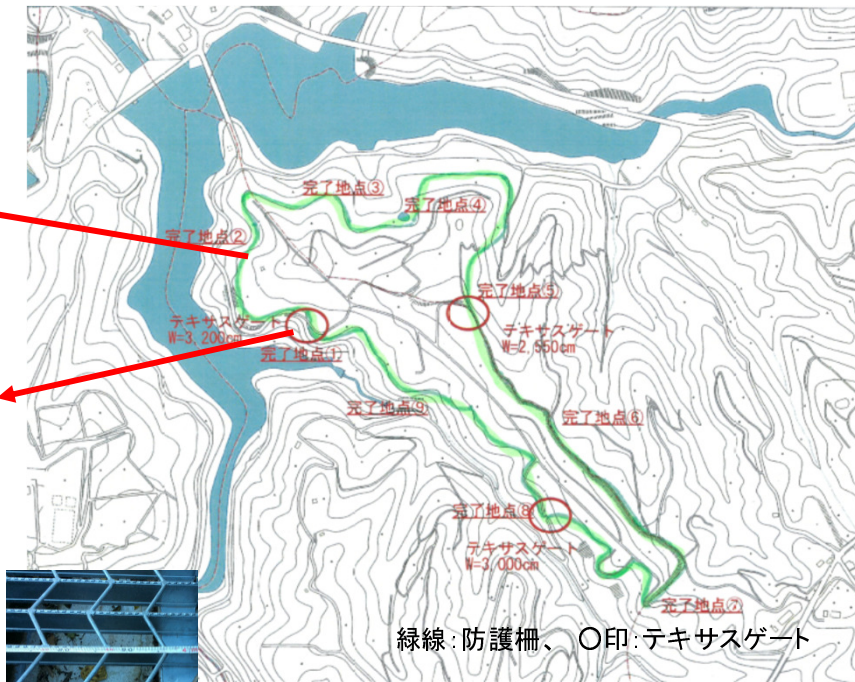 完了地点③
完了地点④
完了地点②
完了地点⑤
テキサスゲート
W=3,200cm
テキサスゲート
W=2,550cm
完了地点①
完了地点⑨
完了地点⑥
完了地点⑧
テキサスゲート
W=3,000cm
完了地点⑦
緑線:防護柵、 〇印:テキサスゲート